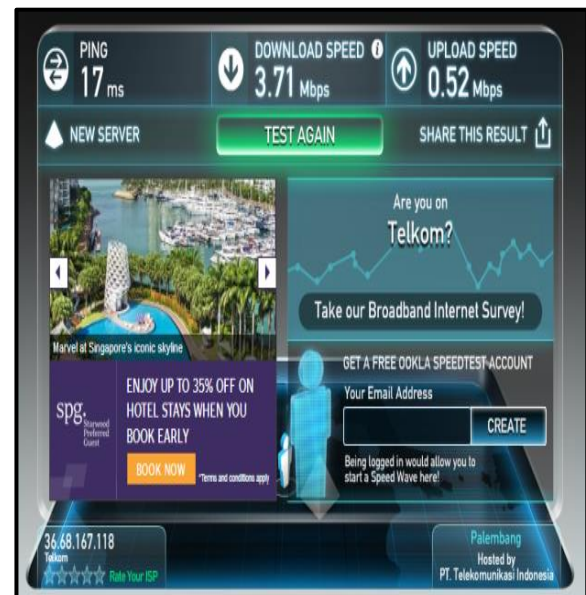 PING
17 ms
DOWNLOAD SPEED i
3.71 Mbps
UPLOAD SPEED
0.52 Mbps
NEW SERVER
TEST AGAIN
SHARE THIS RESULT
Marvel at Singapore's iconic skyline
spg.
Starwood
Preferred
Guest
ENJOY UP TO 35% OFF ON
HOTEL STAYS WHEN YOU
BOOK EARLY
BOOK NOW
*Terms and conditions apply
Are you on
Telkom?
Take our Broadband Internet Survey!
GET A FREE OOKLA SPEEDTEST ACCOUNT
Your Email Address
CREATE
Being logged in would allow you to
start a Speed Wave here!
36.68.167.118
Telkom
Rate Your ISP
Palembang
Hosted by
PT. Telekomunikasi Indonesia